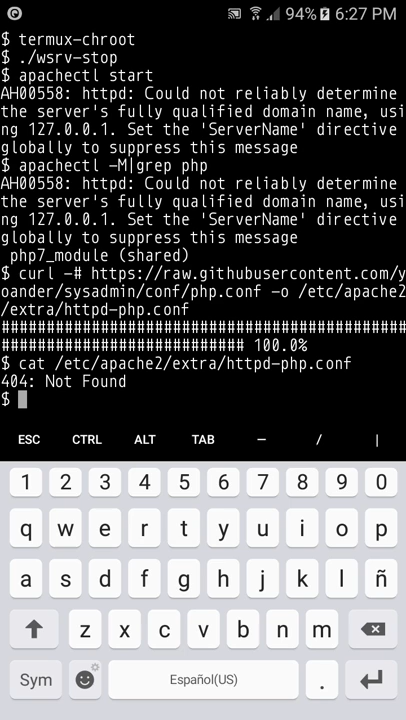 94% 6:27 PM
$ termux-chroot
$ ./wsrv-stop
$ apachectl start
AH00558: httpd: Could not reliably determine
the server's fully qualified domain name, usi
ng 127.0.0.1. Set the 'ServerName' directive
globally to suppress this message
$ apachectl -M|grep php
AH00558: httpd: Could not reliably determine
the server's fully qualified domain name, usi
ng 127.0.0.1. Set the 'ServerName' directive
globally to suppress this message
 php7_module (shared)
$ curl -# https://raw.githubusercontent.com/y
oander/sysadmin/conf/php.conf -o /etc/apache2
/extra/httpd-php.conf
#############################################
########################### 100.0%
$ cat /etc/apache2/extra/httpd-php.conf
404: Not Found
$
ESC CTRL ALT TAB — / |
1 2 3 4 5 6 7 8 9 0
q w e r t y u i o p
a s d f g h j k l ñ
z x c v b n m
Sym Español(US) .